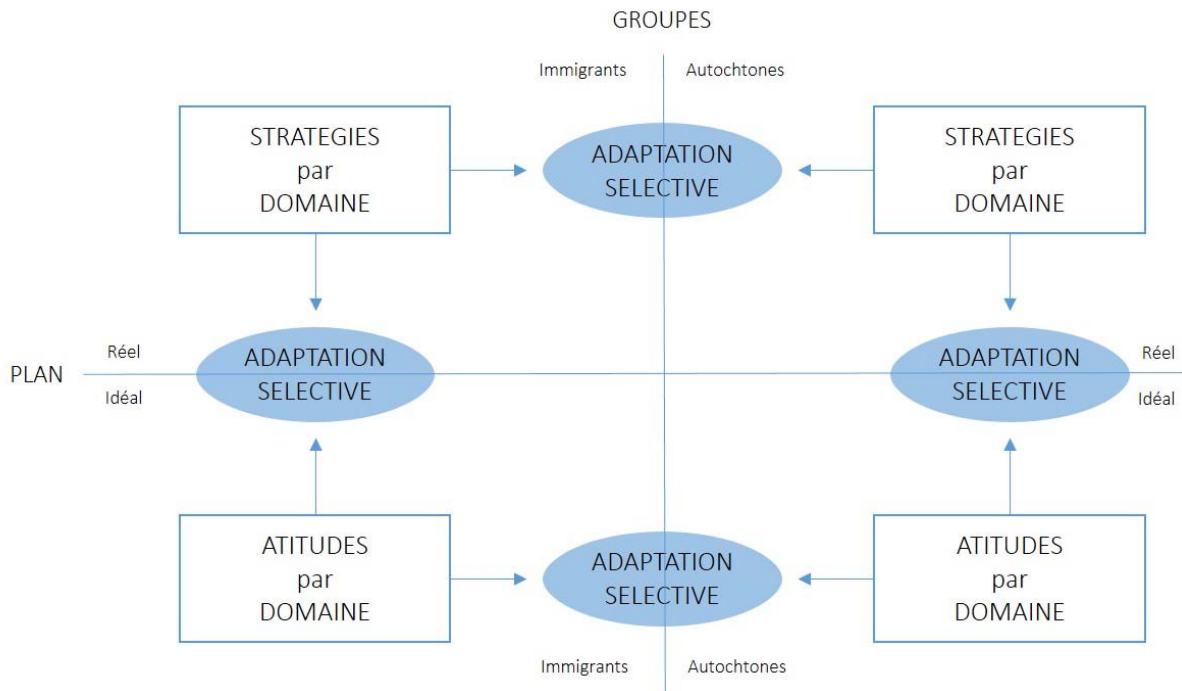 GROUPES
Immigrants
Autochtones
STRATEGIES
par
DOMAINE
ADAPTATION
SELECTIVE
STRATEGIES
par
DOMAINE
PLAN
Réel
Idéal
ADAPTATION
SELECTIVE
ADAPTATION
SELECTIVE
Réel
Idéal
ATITUDES
par
DOMAINE
ADAPTATION
SELECTIVE
ATITUDES
par
DOMAINE
Immigrants
Autochtones